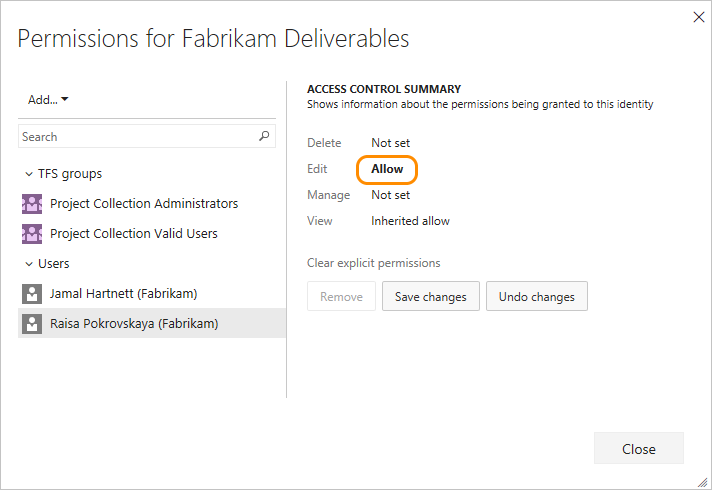 Permissions for Fabrikam Deliverables
Add...
Search
TFS groups
Project Collection Administrators
Project Collection Valid Users
Users
Jamal Hartnett (Fabrikam)
Raisa Pokrovskaya (Fabrikam)
ACCESS CONTROL SUMMARY
Shows information about the permissions being granted to this identity
Delete Not set
Edit Allow
Manage Not set
View Inherited allow
Clear explicit permissions
Remove Save changes Undo changes
Close